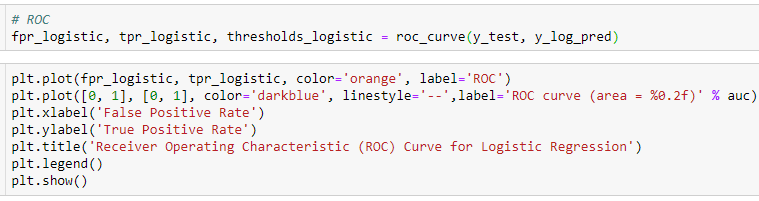 # ROC
fpr_logistic, tpr_logistic, thresholds_logistic = roc_curve(y_test, y_log_pred)
plt.plot(fpr_logistic, tpr_logistic, color='orange', label='ROC')
plt.plot([0, 1], [0, 1], color='darkblue', linestyle='--',label='ROC curve (area = %0.2f)' % auc)
plt.xlabel('False Positive Rate')
plt.ylabel('True Positive Rate')
plt.title('Receiver Operating Characteristic (ROC) Curve for Logistic Regression')
plt.legend()
plt.show()